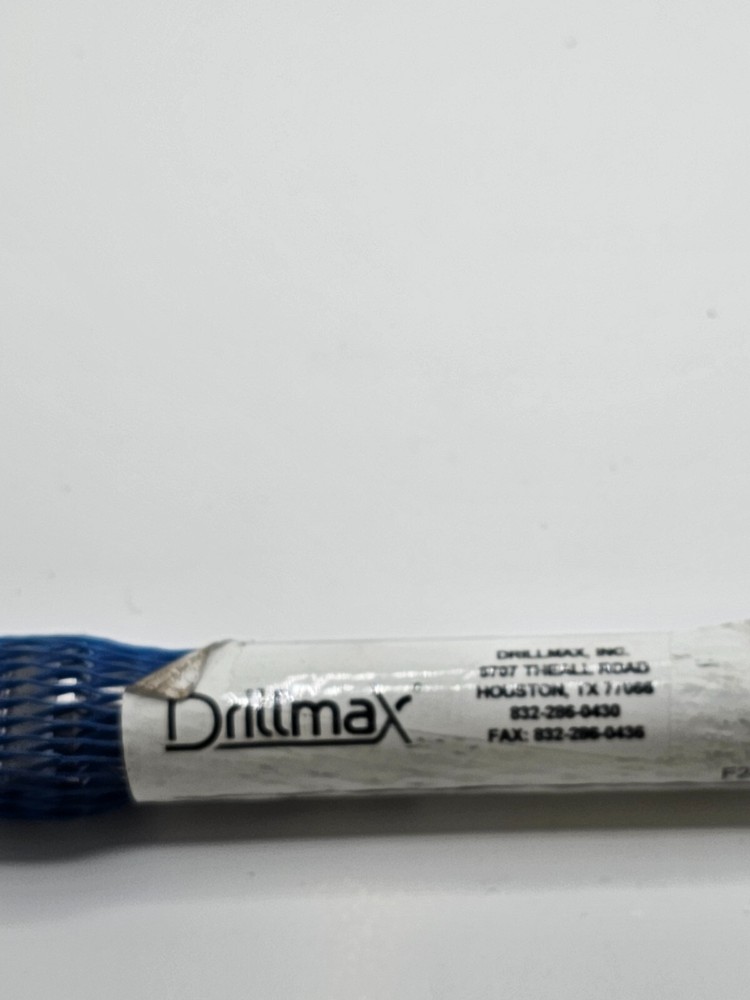 Drillmax
DRILLMAX, INC.
5707 THEALL ROAD
HOUSTON, TX 77066
832-286-0430
FAX: 832-286-0436